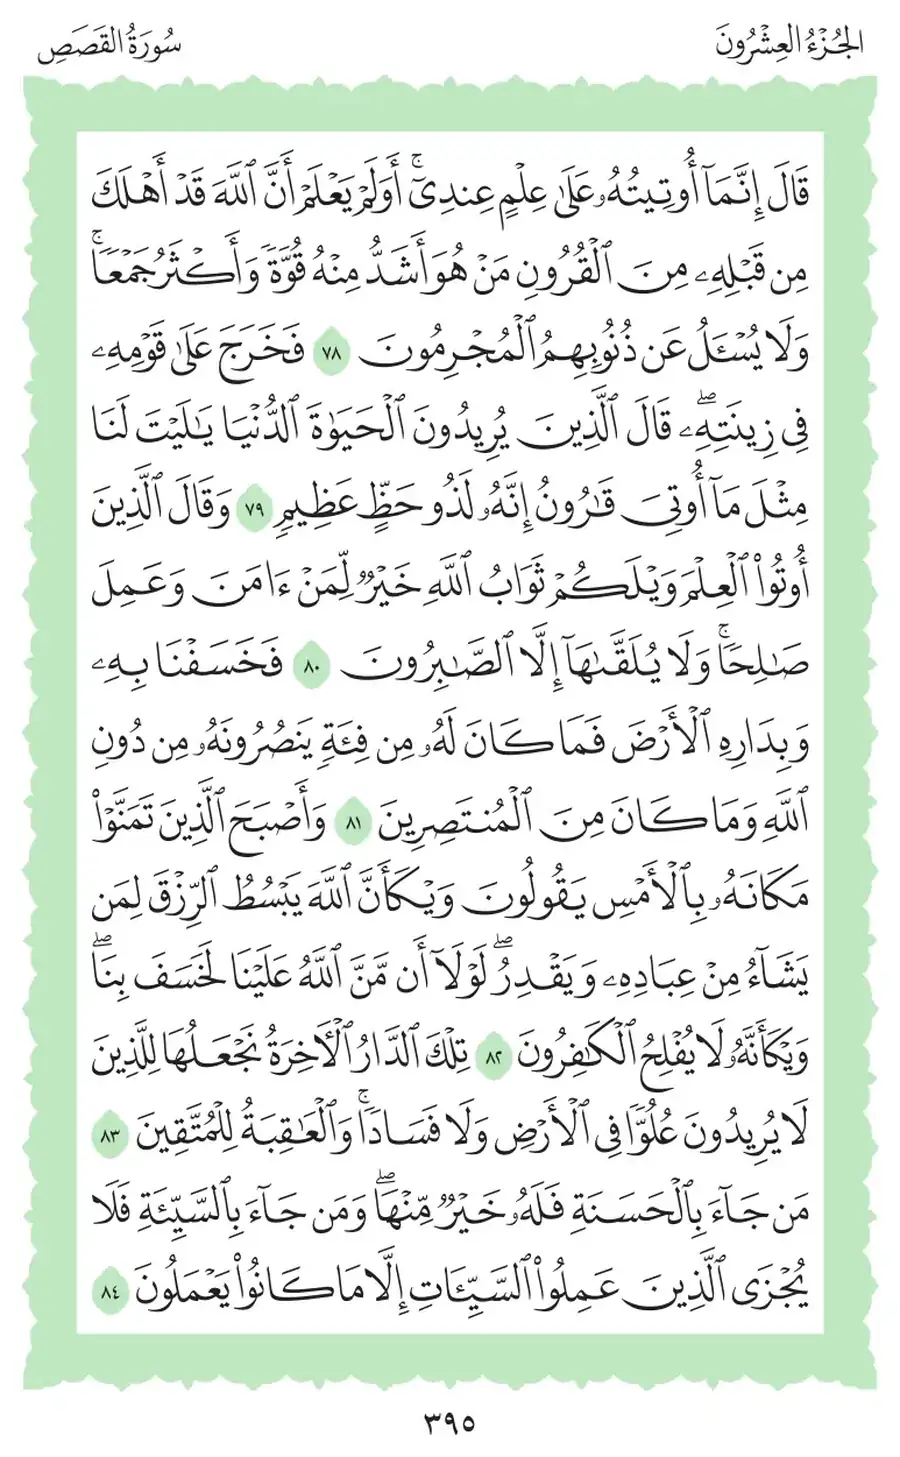 الجُزْءُ العِشْرُونَ
سُورَةُ القَصَصِ
قَالَ إِنَّمَآ أُوتِيتُهُۥ عَلَىٰ عِلْمٍ عِندِيٓۚ أَوَلَمْ يَعْلَمْ أَنَّ ٱللَّهَ قَدْ أَهْلَكَ
مِن قَبْلِهِۦ مِنَ ٱلْقُرُونِ مَنْ هُوَ أَشَدُّ مِنْهُ قُوَّةً وَأَكْثَرُ جَمْعًاۚ
وَلَا يُسْـَٔلُ عَن ذُنُوبِهِمُ ٱلْمُجْرِمُونَ ٧٨ فَخَرَجَ عَلَىٰ قَوْمِهِۦ
فِي زِينَتِهِۦۖ قَالَ ٱلَّذِينَ يُرِيدُونَ ٱلْحَيَوٰةَ ٱلدُّنْيَا يَـٰلَيْتَ لَنَا
مِثْلَ مَآ أُوتِيَ قَـٰرُونُ إِنَّهُۥ لَذُو حَظٍّ عَظِيمٍ ٧٩ وَقَالَ ٱلَّذِينَ
أُوتُوا۟ ٱلْعِلْمَ وَيْلَكُمْ ثَوَابُ ٱللَّهِ خَيْرٌ لِّمَنْ ءَامَنَ وَعَمِلَ
صَـٰلِحًاۚ وَلَا يُلَقَّىٰهَآ إِلَّا ٱلصَّـٰبِرُونَ ٨٠ فَخَسَفْنَا بِهِۦ
وَبِدَارِهِ ٱلْأَرْضَ فَمَا كَانَ لَهُۥ مِن فِئَةٍ يَنصُرُونَهُۥ مِن دُونِ
ٱللَّهِ وَمَا كَانَ مِنَ ٱلْمُنتَصِرِينَ ٨١ وَأَصْبَحَ ٱلَّذِينَ تَمَنَّوْا۟
مَكَانَهُۥ بِٱلْأَمْسِ يَقُولُونَ وَيْكَأَنَّ ٱللَّهَ يَبْسُطُ ٱلرِّزْقَ لِمَن
يَشَآءُ مِنْ عِبَادِهِۦ وَيَقْدِرُۖ لَوْلَآ أَن مَّنَّ ٱللَّهُ عَلَيْنَا لَخَسَفَ بِنَاۖ
وَيْكَأَنَّهُۥ لَا يُفْلِحُ ٱلْكَـٰفِرُونَ ٨٢ تِلْكَ ٱلدَّارُ ٱلْأٓخِرَةُ نَجْعَلُهَا لِلَّذِينَ
لَا يُرِيدُونَ عُلُوًّا فِي ٱلْأَرْضِ وَلَا فَسَادًاۚ وَٱلْعَـٰقِبَةُ لِلْمُتَّقِينَ ٨٣
مَن جَآءَ بِٱلْحَسَنَةِ فَلَهُۥ خَيْرٌ مِّنْهَاۖ وَمَن جَآءَ بِٱلسَّيِّئَةِ فَلَا
يُجْزَى ٱلَّذِينَ عَمِلُوا۟ ٱلسَّيِّـَٔاتِ إِلَّا مَا كَانُوا۟ يَعْمَلُونَ ٨٤
٣٩٥